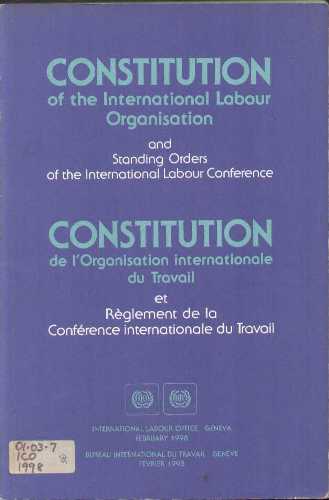 CONSTITUTION
of the International Labour
Organisation
and
Standing Orders
of the International Labour Conference
CONSTITUTION
de l'Organisation internationale
du Travail
et
Règlement de la
Conférence internationale du Travail
INTERNATIONAL LABOUR OFFICE GENEVA
FEBRUARY 1998
BUREAU INTERNATIONAL DU TRAVAIL GENÈVE
FÉVRIER 1998
01-03-7
ICO
1998